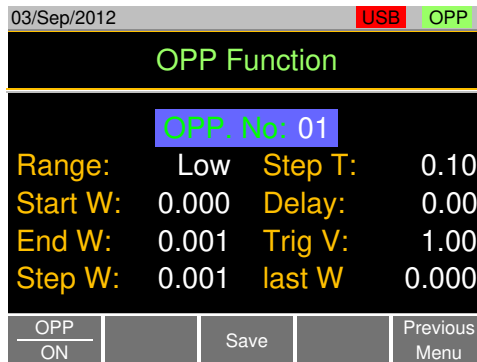 03/Sep/2012 USB OPP
OPP Function
OPP. No: 01
Range: Low Step T: 0.10
Start W: 0.000 Delay: 0.00
End W: 0.001 Trig V: 1.00
Step W: 0.001 last W 0.000
OPP
ON
Save
Previous
Menu